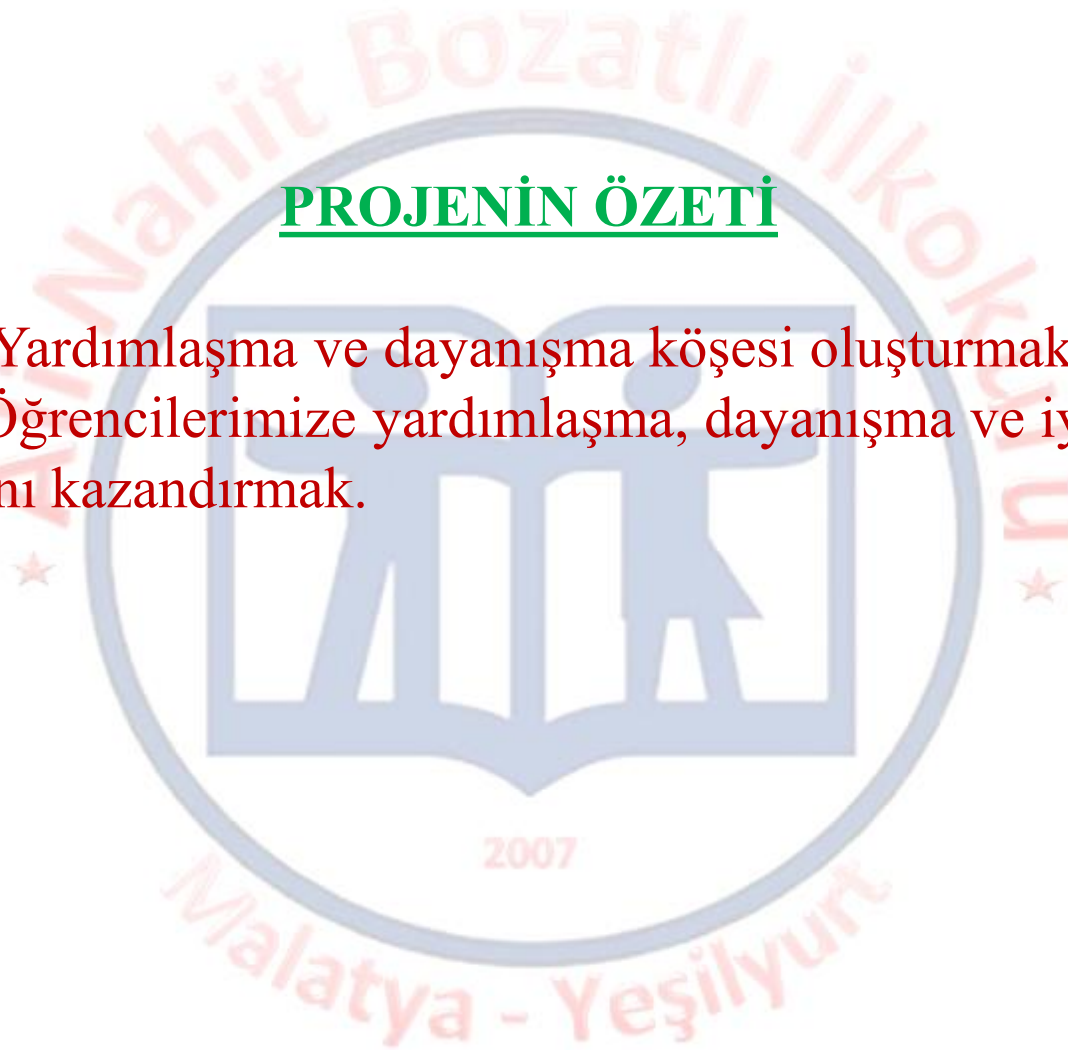 Nahit Bozatlı İlkokulu
PROJENİN ÖZETİ
Yardımlaşma ve dayanışma köşesi oluşturmak
Öğrencilerimize yardımlaşma, dayanışma ve iy
nı kazandırmak.
2007
Malatya - Yeşilyurt